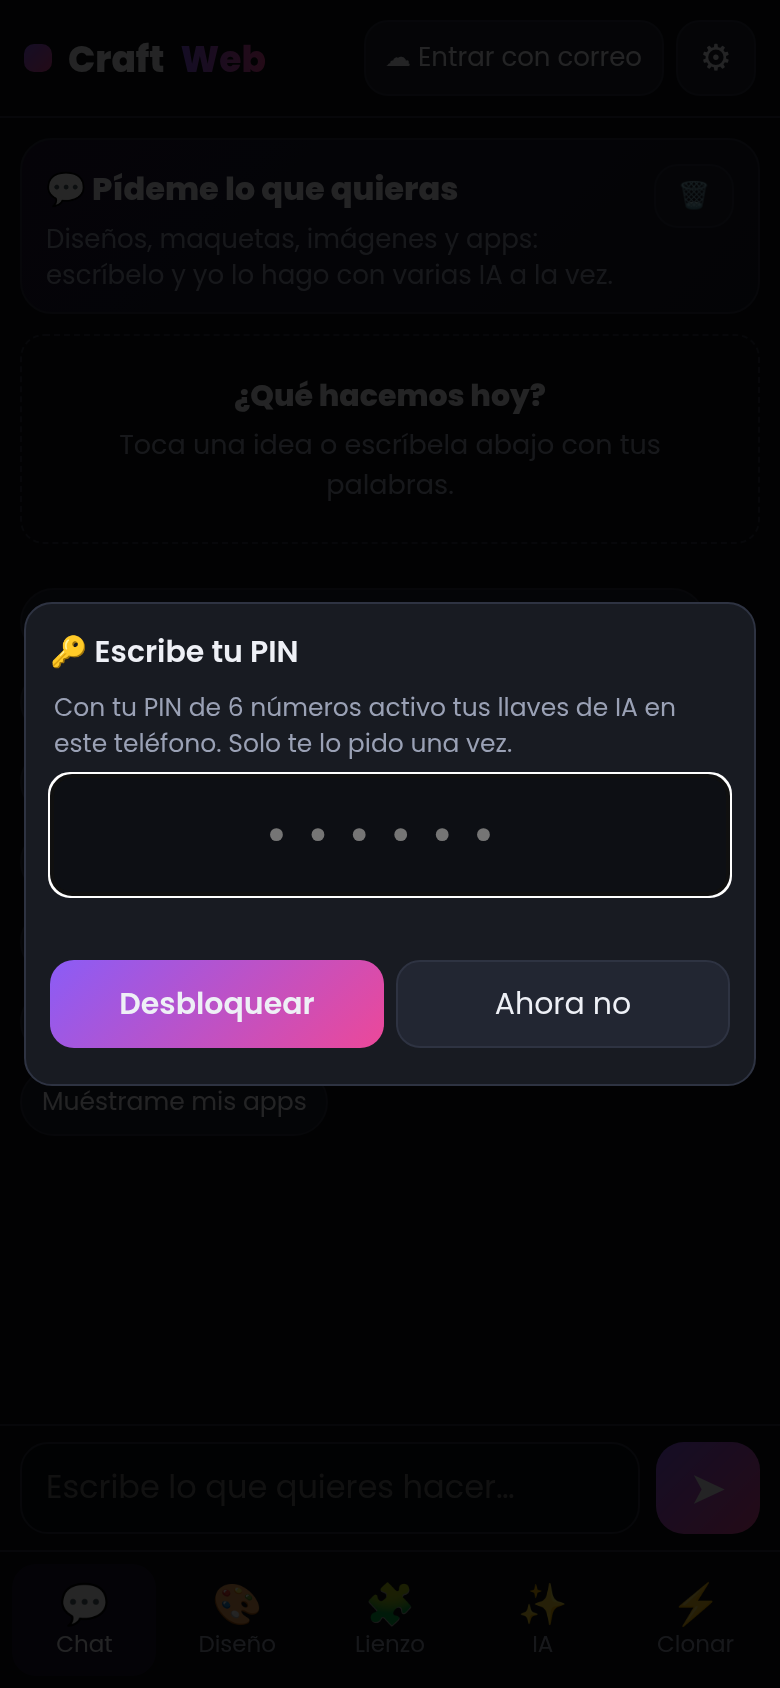 Craft Web
☁ Entrar con correo
⚙
💬 Pídeme lo que quieras
Diseños, maquetas, imágenes y apps:
escríbelo y yo lo hago con varias IA a la vez.
¿Qué hacemos hoy?
Toca una idea o escríbela abajo con tus
palabras.
🔑 Escribe tu PIN
Con tu PIN de 6 números activo tus llaves de IA en
este teléfono. Solo te lo pido una vez.
• • • • • •
Desbloquear
Ahora no
Muéstrame mis apps
Escribe lo que quieres hacer...
Chat
Diseño
Lienzo
IA
Clonar